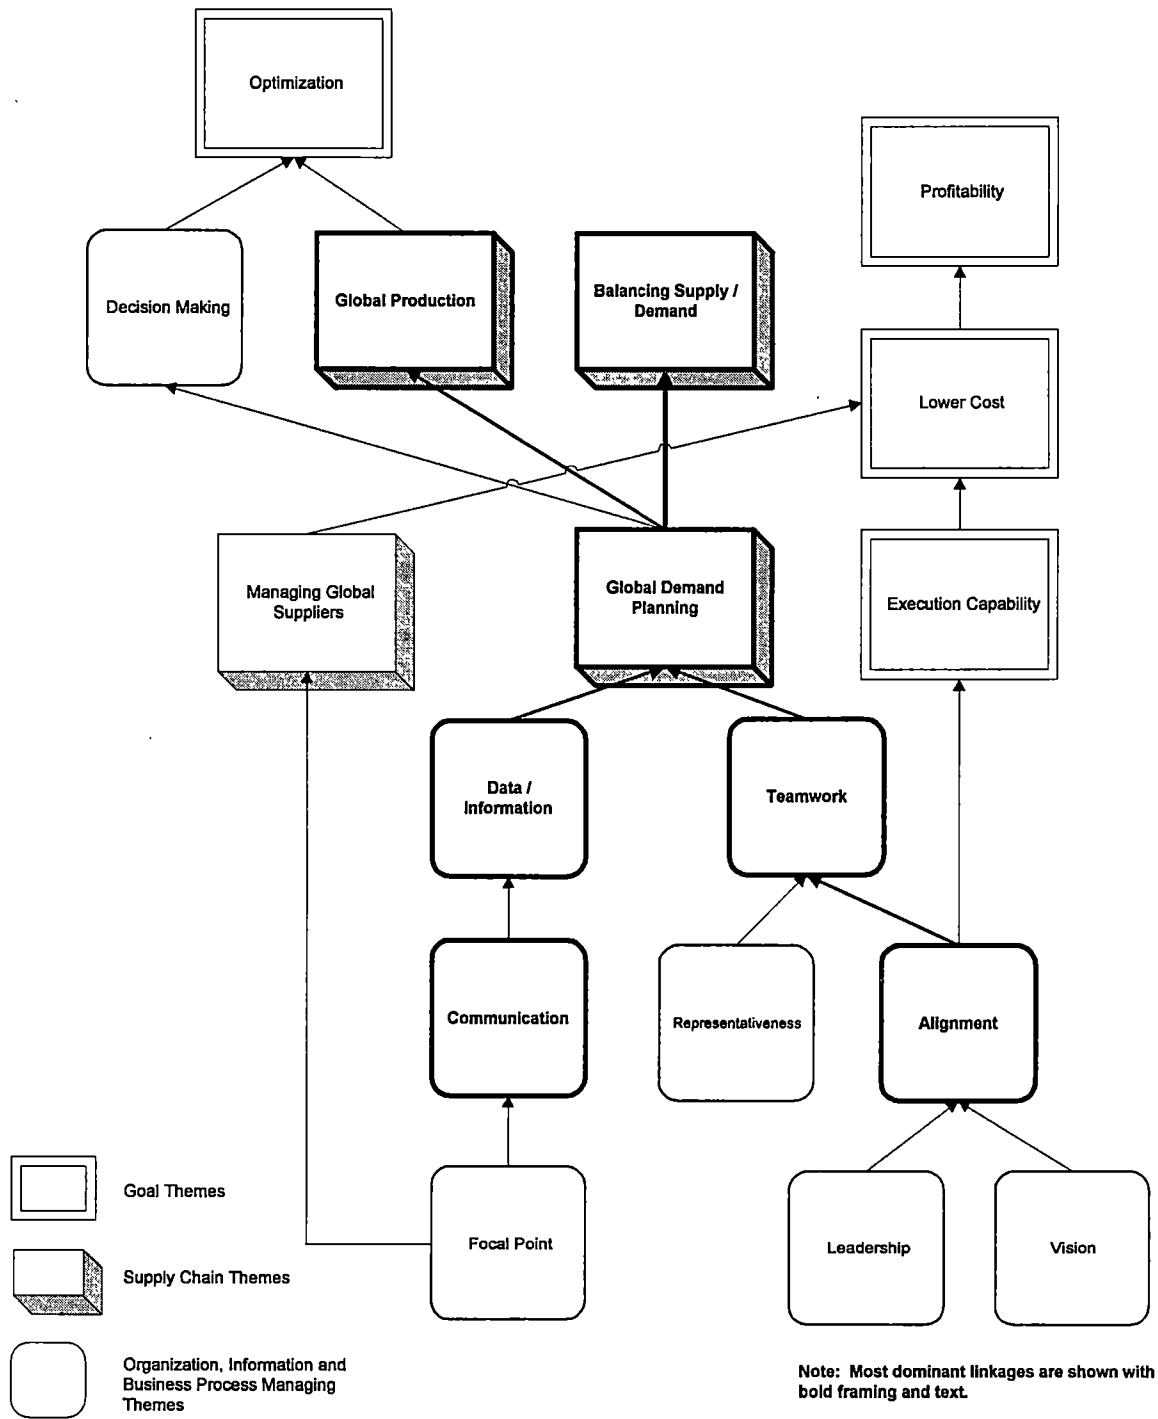 Optimization
Profitability
Decision Making
Global Production
Balancing Supply /
Demand
Lower Cost
Managing Global
Suppliers
Global Demand
Planning
Execution Capability
Data /
Information
Teamwork
Communication
Representativeness
Alignment
Focal Point
Leadership
Vision
Goal Themes
Supply Chain Themes
Organization, Information and
Business Process Managing
Themes
Note: Most dominant linkages are shown with
bold framing and text.